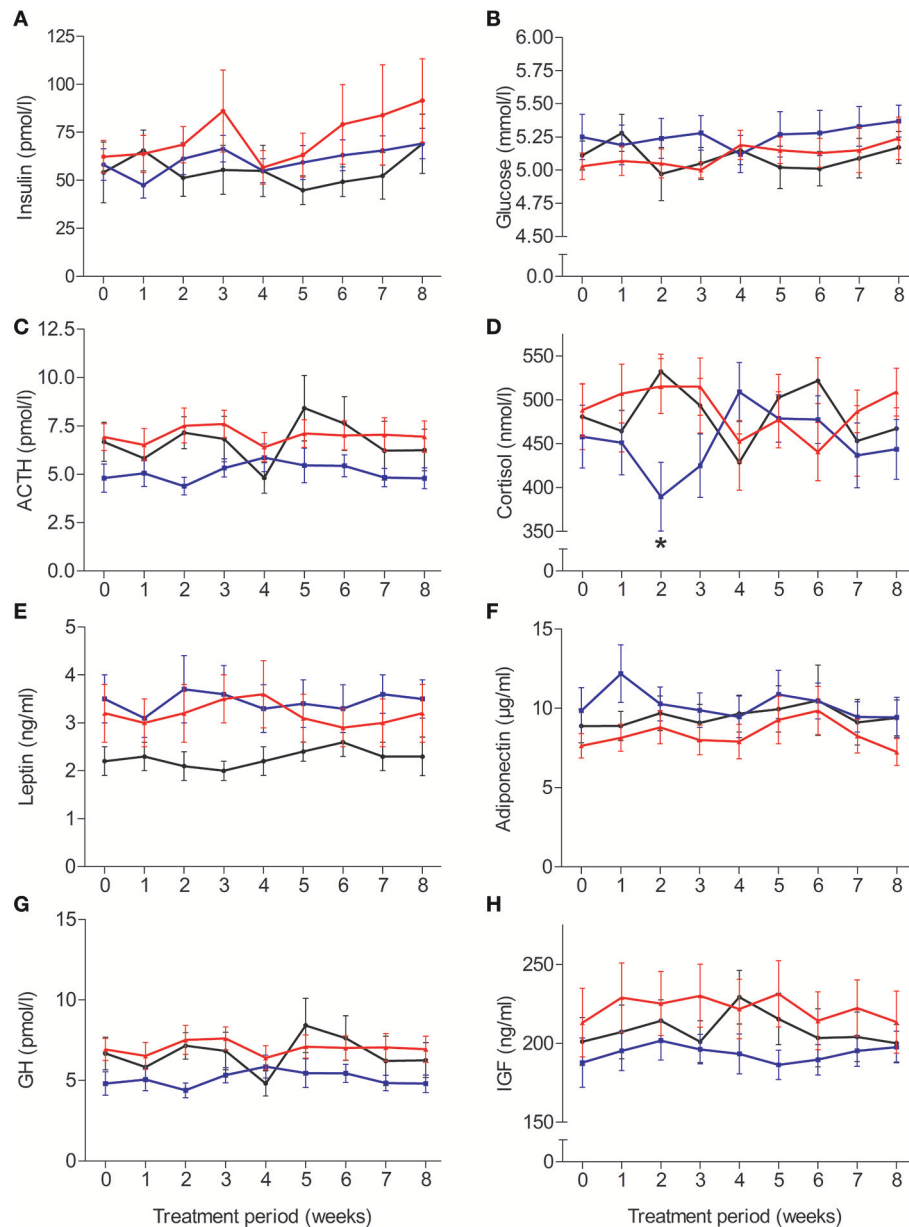 A
B
125
100
75
50
25
0
Insulin (pmol/l)
0 1 2 3 4 5 6 7 8
6.00
5.75
5.50
5.25
5.00
4.75
4.50
0.0
Glucose (mmol/l)
0 1 2 3 4 5 6 7 8
C
D
12.5
10.0
7.5
5.0
2.5
0.0
ACTH (pmol/l)
0 1 2 3 4 5 6 7 8
550
500
450
400
350
0
Cortisol (nmol/l)
*
0 1 2 3 4 5 6 7 8
E
F
5
4
3
2
1
0
Leptin (ng/ml)
0 1 2 3 4 5 6 7 8
15
10
5
0
Adiponectin (µg/ml)
0 1 2 3 4 5 6 7 8
G
H
15
10
5
0
GH (pmol/l)
0 1 2 3 4 5 6 7 8
Treatment period (weeks)
250
200
150
0
IGF (ng/ml)
0 1 2 3 4 5 6 7 8
Treatment period (weeks)